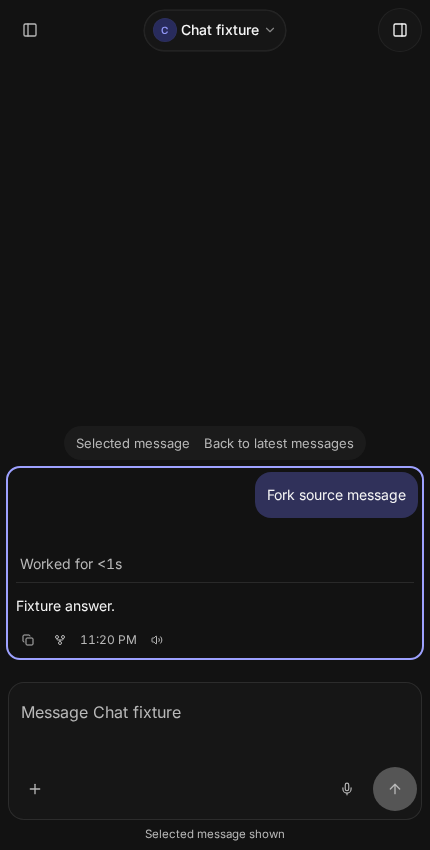 C Chat fixture
Selected message Back to latest messages
Fork source message
Worked for <1s
Fixture answer.
11:20 PM
Message Chat fixture
Selected message shown